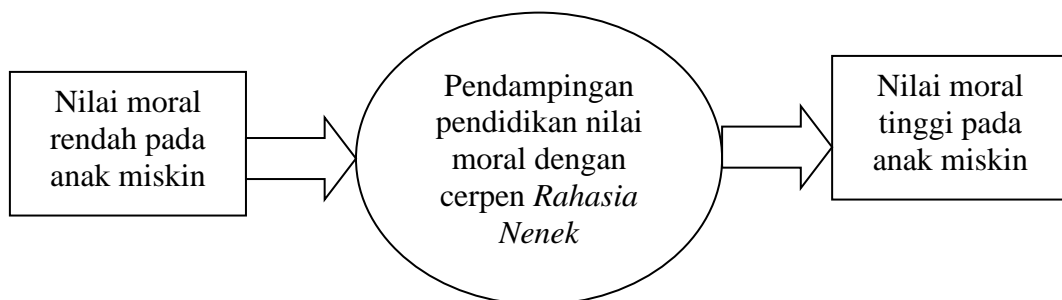 Nilai moral
rendah pada
anak miskin
Pendampingan
pendidikan nilai
moral dengan
cerpen Rahasia
Nenek
Nilai moral
tinggi pada
anak miskin